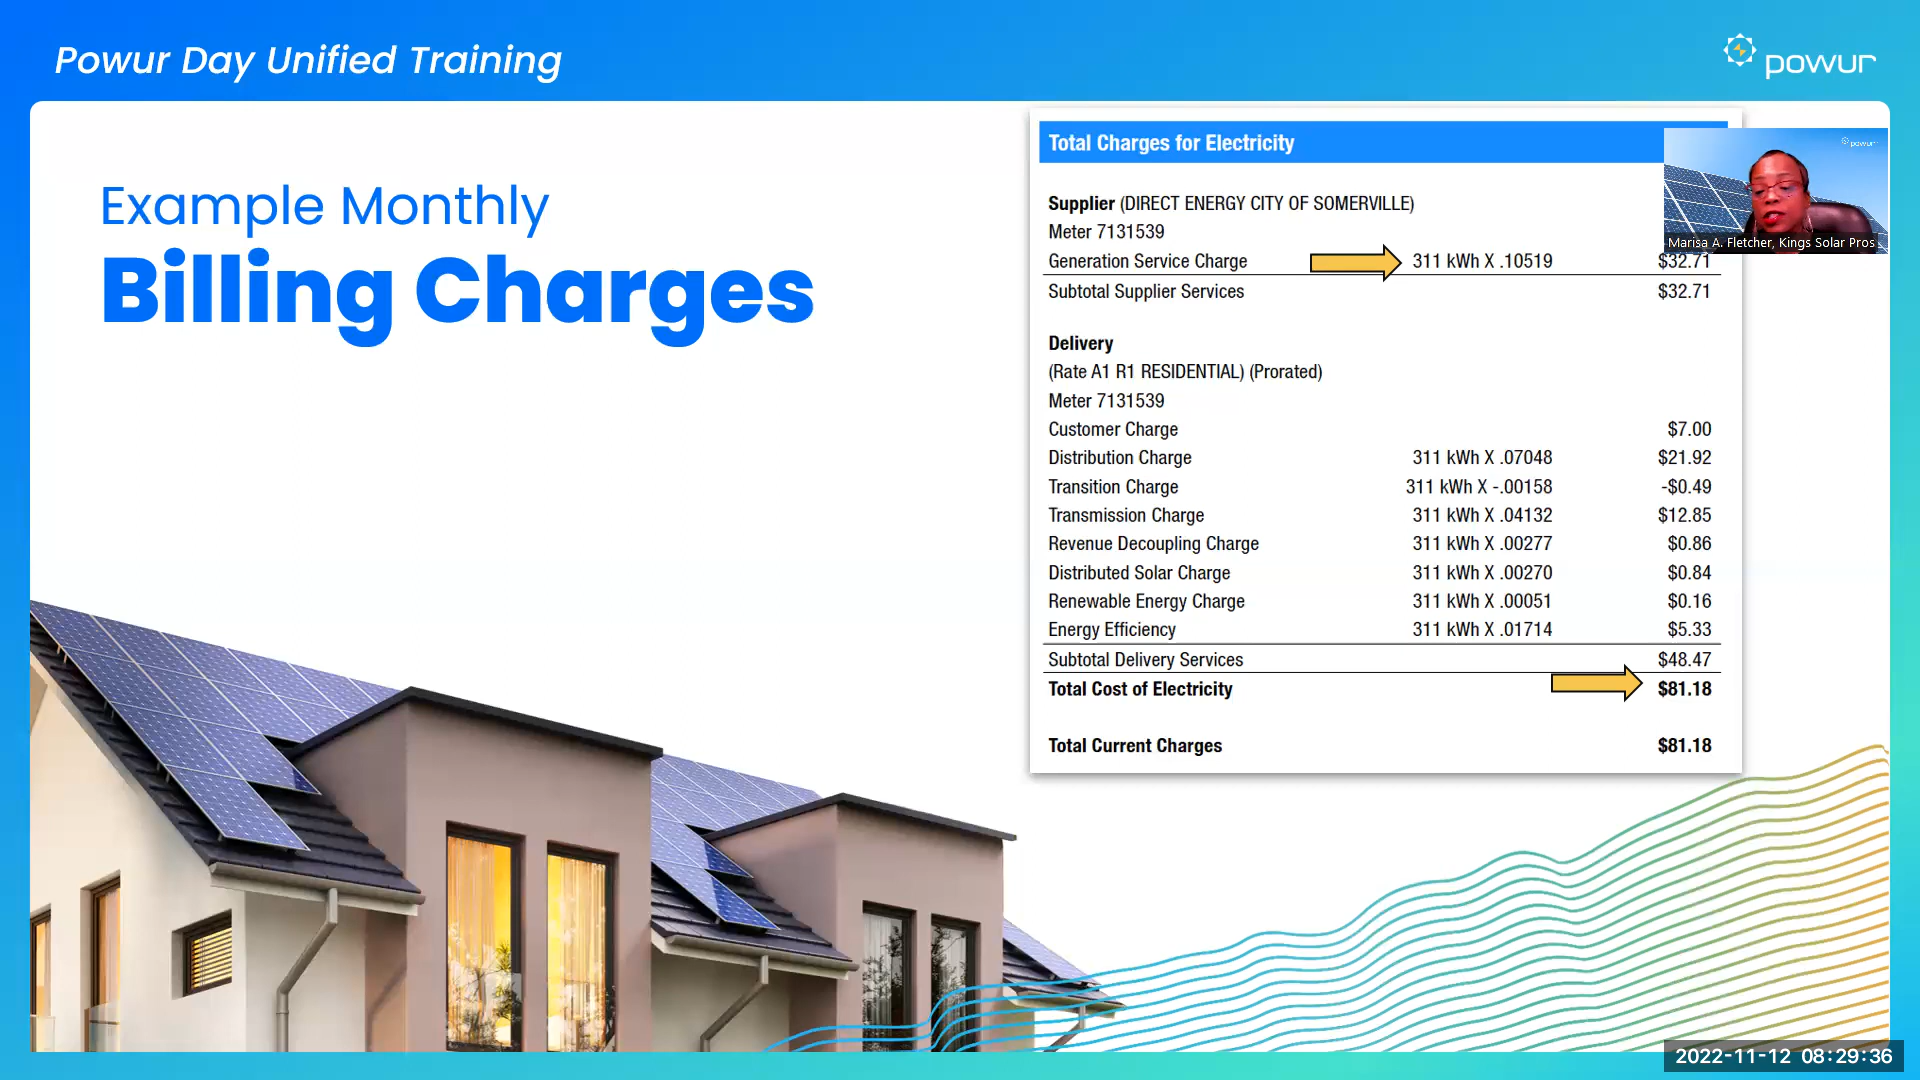 Powur Day Unified Training
powur
Example Monthly
Billing Charges
Total Charges for Electricity
powur
Marisa A. Fletcher, Kings Solar Pros
Supplier (DIRECT ENERGY CITY OF SOMERVILLE)
Meter 7131539
Generation Service Charge 311 kWh X .10519 $32.71
Subtotal Supplier Services $32.71
Delivery
(Rate A1 R1 RESIDENTIAL) (Prorated)
Meter 7131539
Customer Charge $7.00
Distribution Charge 311 kWh X .07048 $21.92
Transition Charge 311 kWh X -.00158 -$0.49
Transmission Charge 311 kWh X .04132 $12.85
Revenue Decoupling Charge 311 kWh X .00277 $0.86
Distributed Solar Charge 311 kWh X .00270 $0.84
Renewable Energy Charge 311 kWh X .00051 $0.16
Energy Efficiency 311 kWh X .01714 $5.33
Subtotal Delivery Services $48.47
Total Cost of Electricity $81.18
Total Current Charges $81.18
2022-11-12 08:29:36